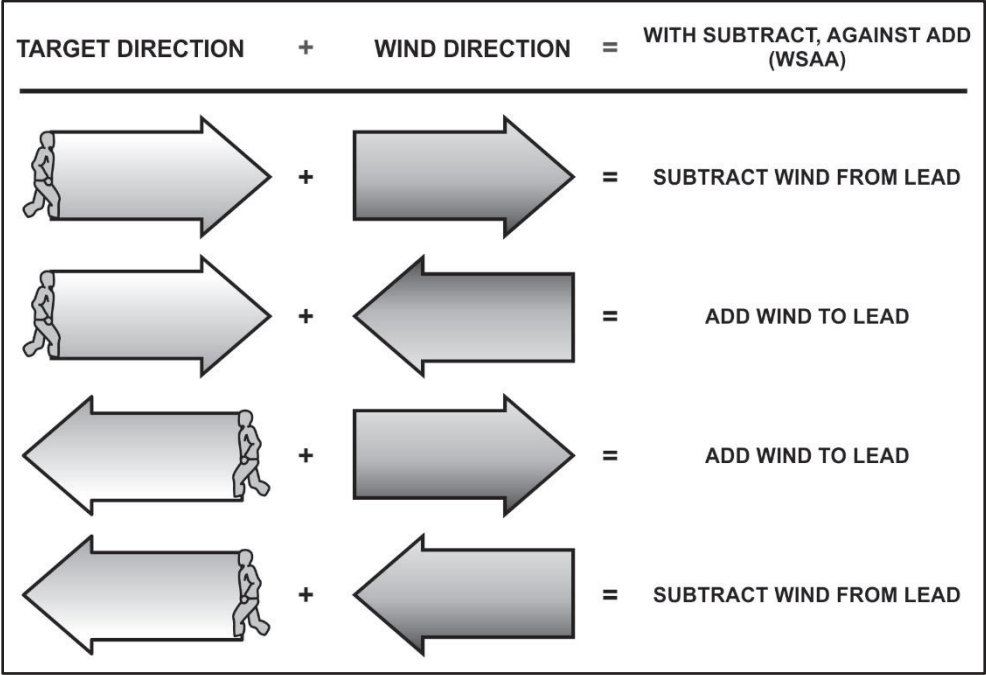 TARGET DIRECTION + WIND DIRECTION = WITH SUBTRACT, AGAINST ADD
(WSAA)
+ = SUBTRACT WIND FROM LEAD
+ = ADD WIND TO LEAD
+ = ADD WIND TO LEAD
+ = SUBTRACT WIND FROM LEAD